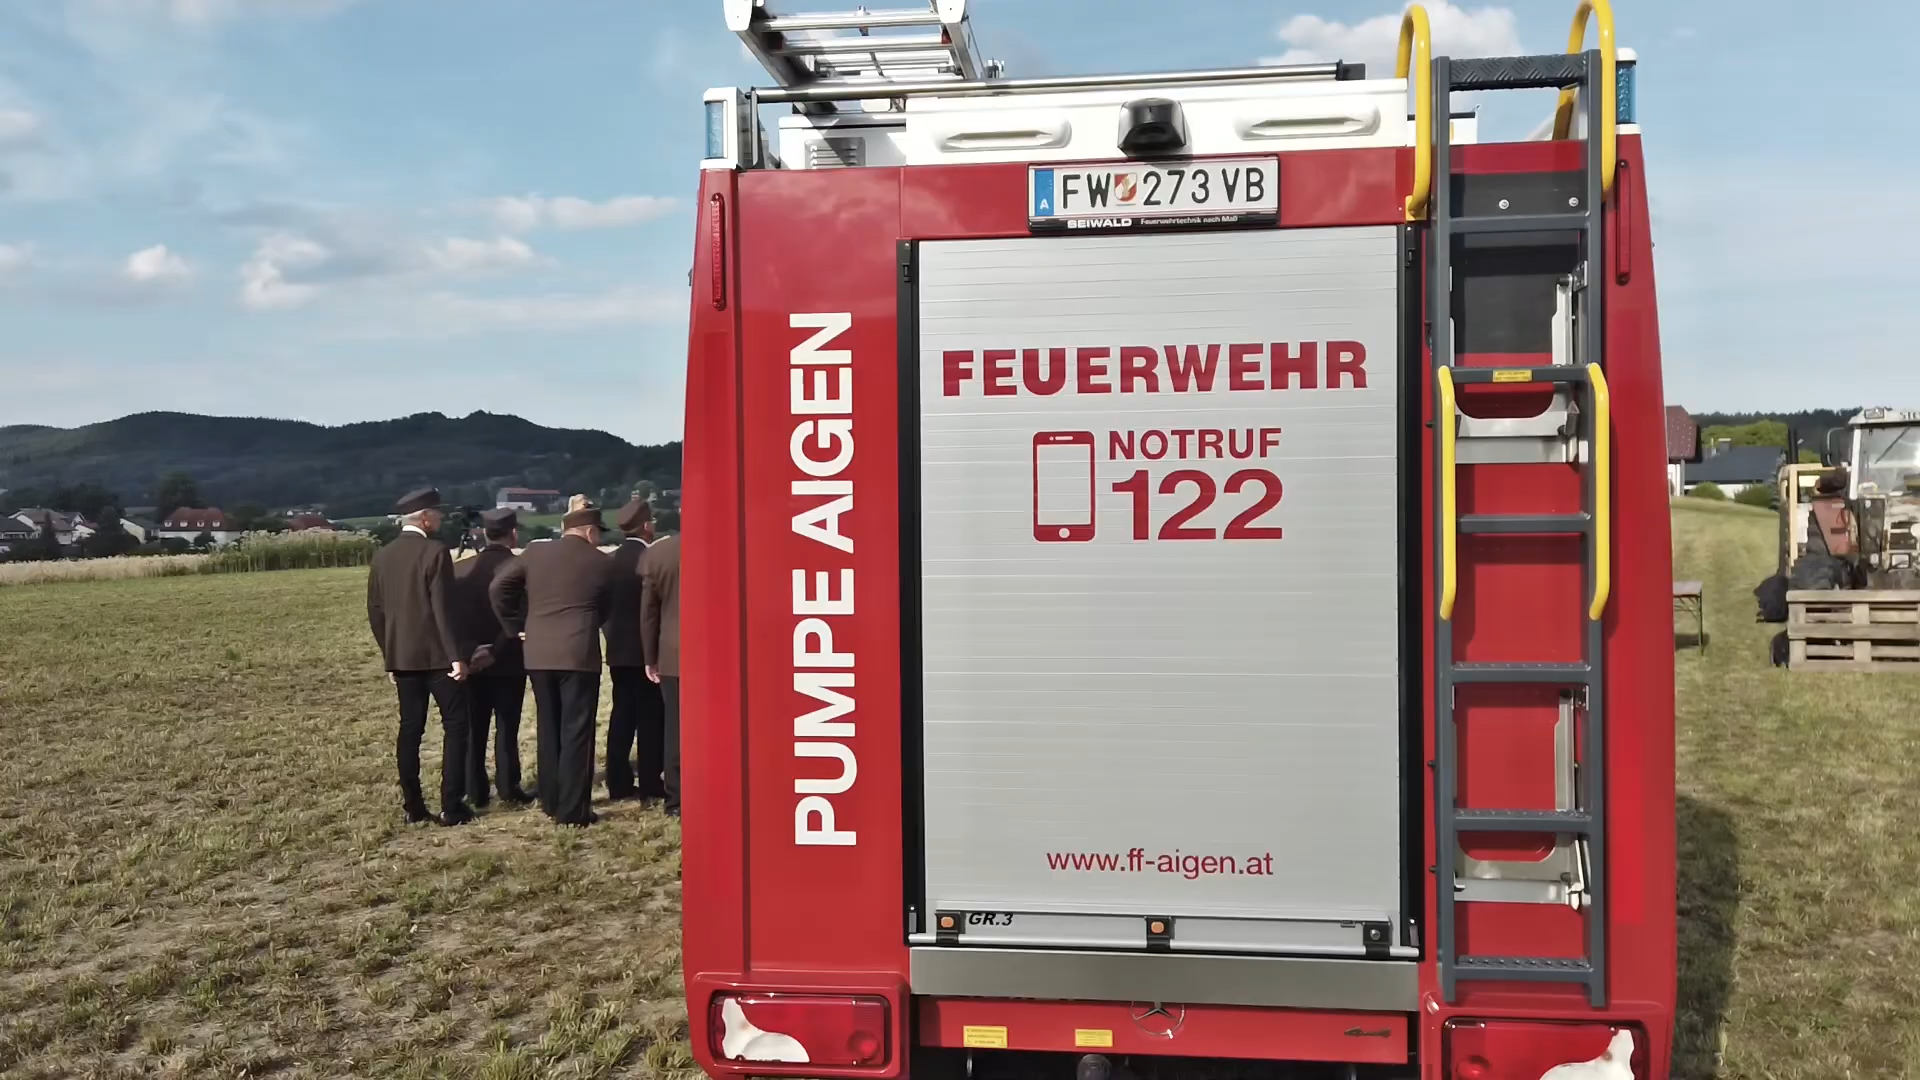 FW 273 VB
A
SEIWALD Feuerwehrtechnik nach Maß
PUMPE AIGEN
FEUERWEHR
NOTRUF
122
www.ff-aigen.at
GR.3